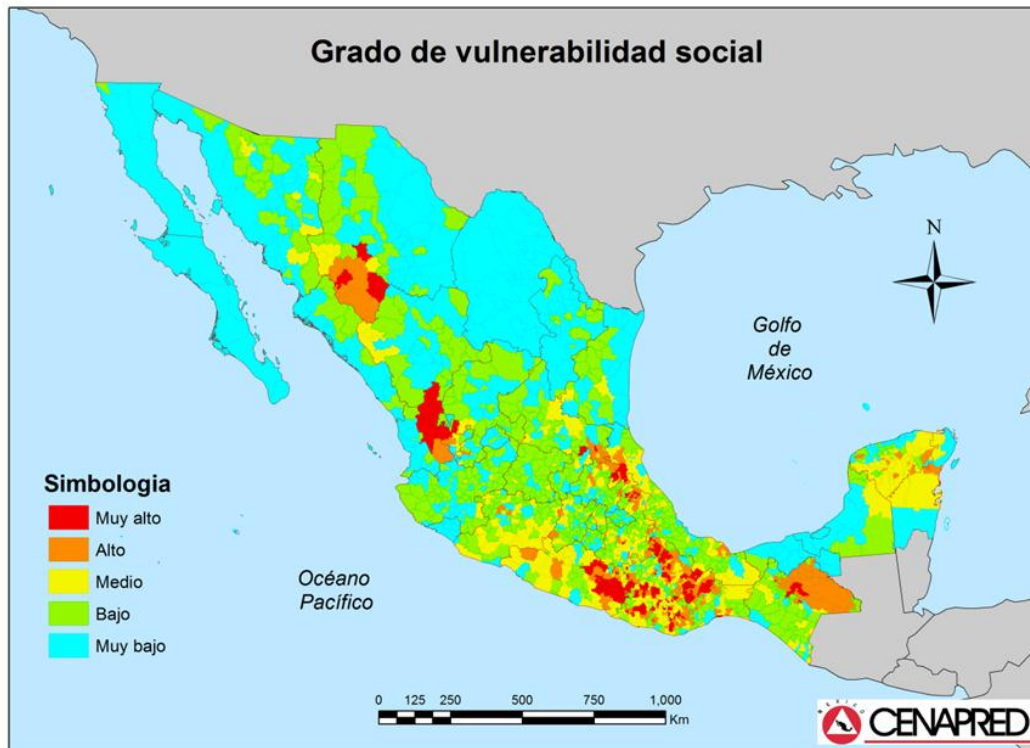 Grado de vulnerabilidad social
N
Golfo
de
México
Simbologia
Muy alto
Alto
Medio
Bajo
Muy bajo
Océano
Pacífico
0 125 250 500 750 1,000
Km
MÉXICO
CENAPRED